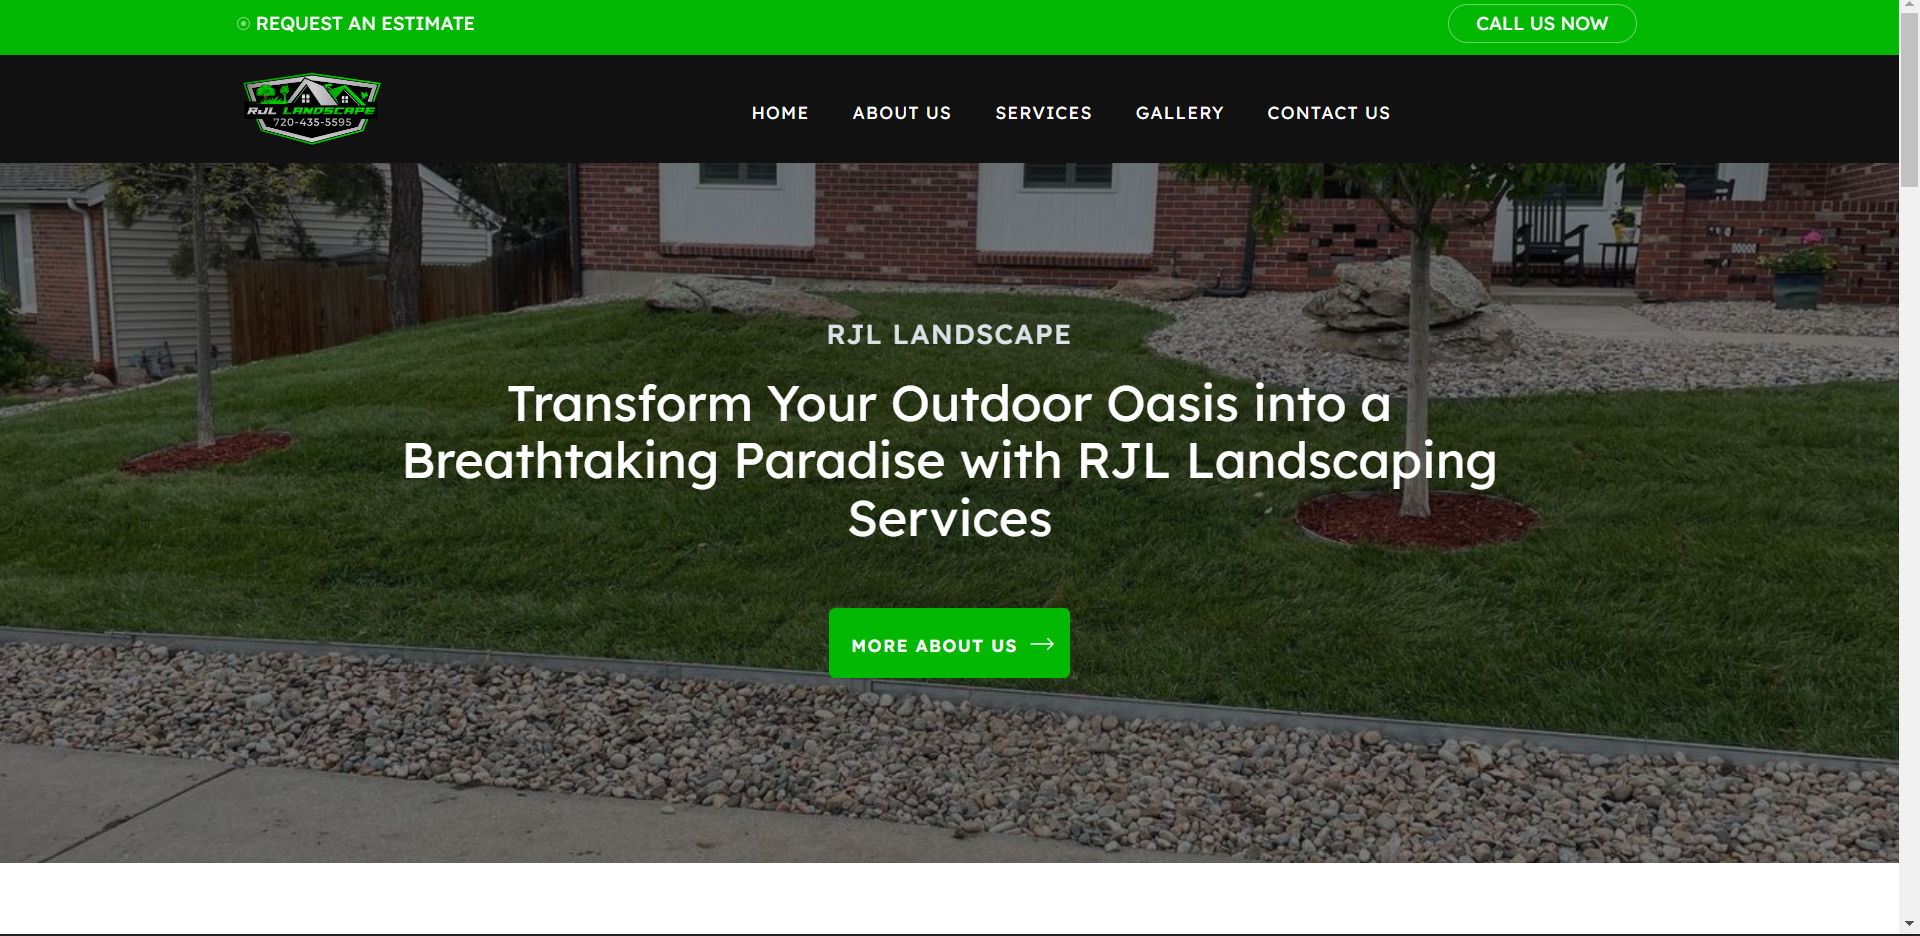 REQUEST AN ESTIMATE
CALL US NOW
RJL LANDSCAPE
720-435-5595
HOME
ABOUT US
SERVICES
GALLERY
CONTACT US
RJL LANDSCAPE
Transform Your Outdoor Oasis into a
Breathtaking Paradise with RJL Landscaping
Services
MORE ABOUT US